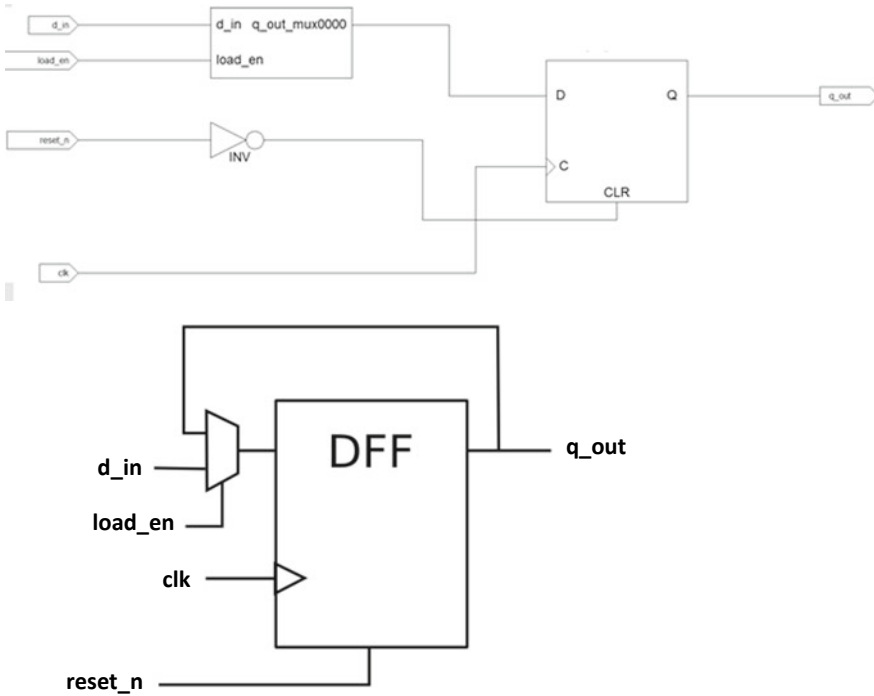 d_in
d_in q_out_mux0000
load_en
load_en
D
Q
q_out
reset_n
INV
C
CLR
clk
DFF
q_out
d_in
load_en
clk
reset_n